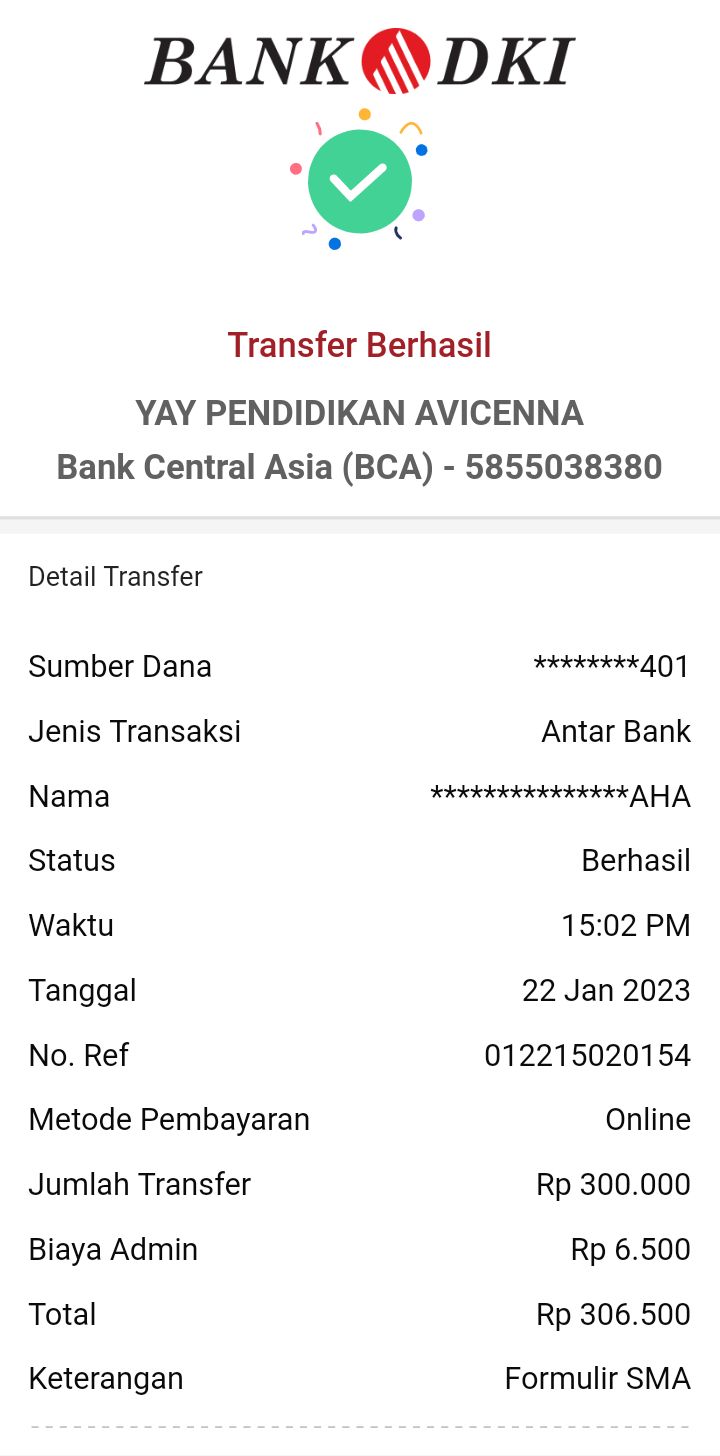 BANK DKI
Transfer Berhasil
YAY PENDIDIKAN AVICENNA
Bank Central Asia (BCA) - 5855038380
Detail Transfer
Sumber Dana ********401
Jenis Transaksi Antar Bank
Nama ***************AHA
Status Berhasil
Waktu 15:02 PM
Tanggal 22 Jan 2023
No. Ref 012215020154
Metode Pembayaran Online
Jumlah Transfer Rp 300.000
Biaya Admin Rp 6.500
Total Rp 306.500
Keterangan Formulir SMA